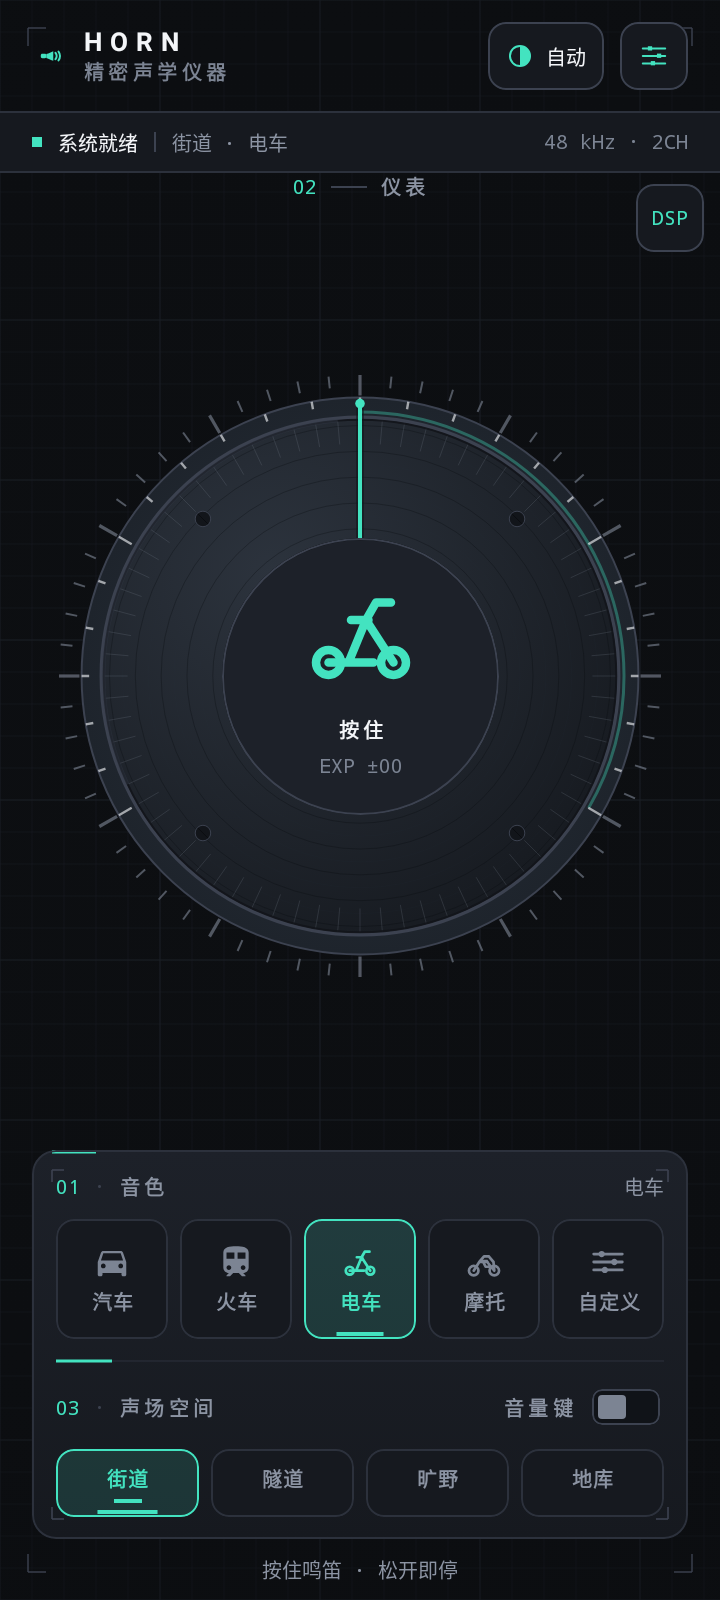 HORN
精密声学仪器
自动
系统就绪 街道 · 电车 48 kHz · 2CH
02 仪表
DSP
按住
EXP ±00
01 · 音色 电车
汽车 火车 电车 摩托 自定义
03 · 声场空间 音量键
街道 隧道 旷野 地库
按住鸣笛 · 松开即停